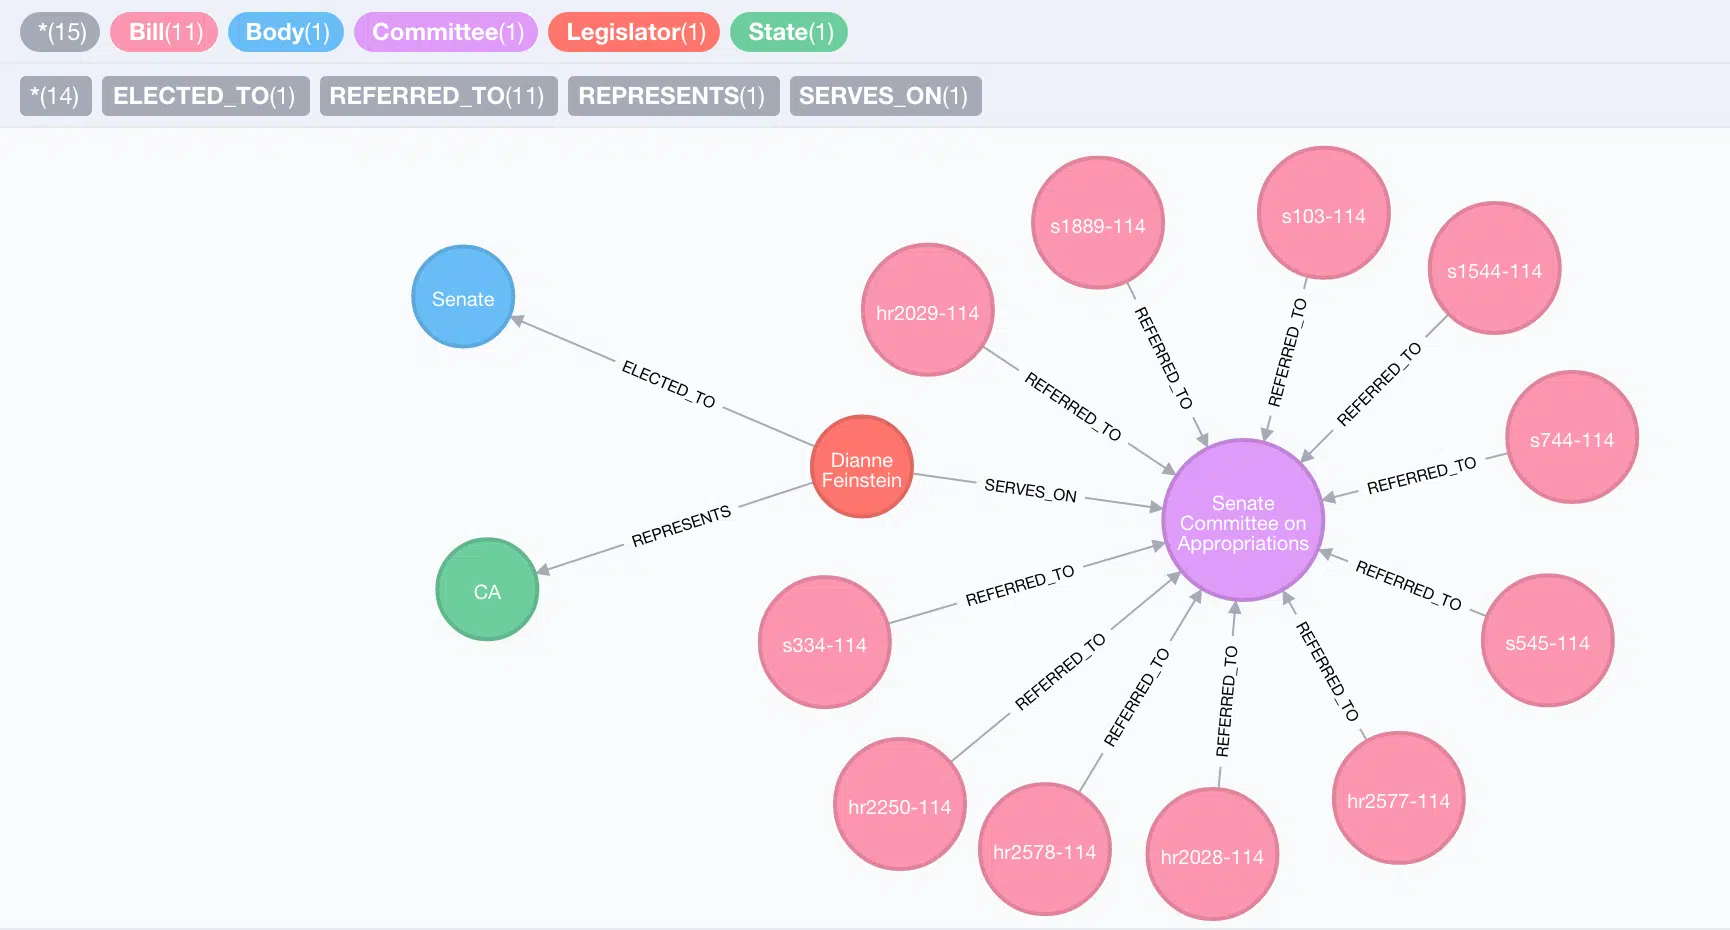 *(15) Bill(11) Body(1) Committee(1) Legislator(1) State(1)
*(14) ELECTED_TO(1) REFERRED_TO(11) REPRESENTS(1) SERVES_ON(1)
s1889-114
s103-114
s1544-114
hr2029-114
Senate
REFERRED_TO
REFERRED_TO
REFERRED_TO
REFERRED_TO
ELECTED_TO
s744-114
REFERRED_TO
Dianne
Feinstein
SERVES_ON
Senate
Committee on
Appropriations
REPRESENTS
CA
REFERRED_TO
REFERRED_TO
s334-114
s545-114
REFERRED_TO
REFERRED_TO
REFERRED_TO
REFERRED_TO
hr2250-114
hr2578-114
hr2028-114
hr2577-114